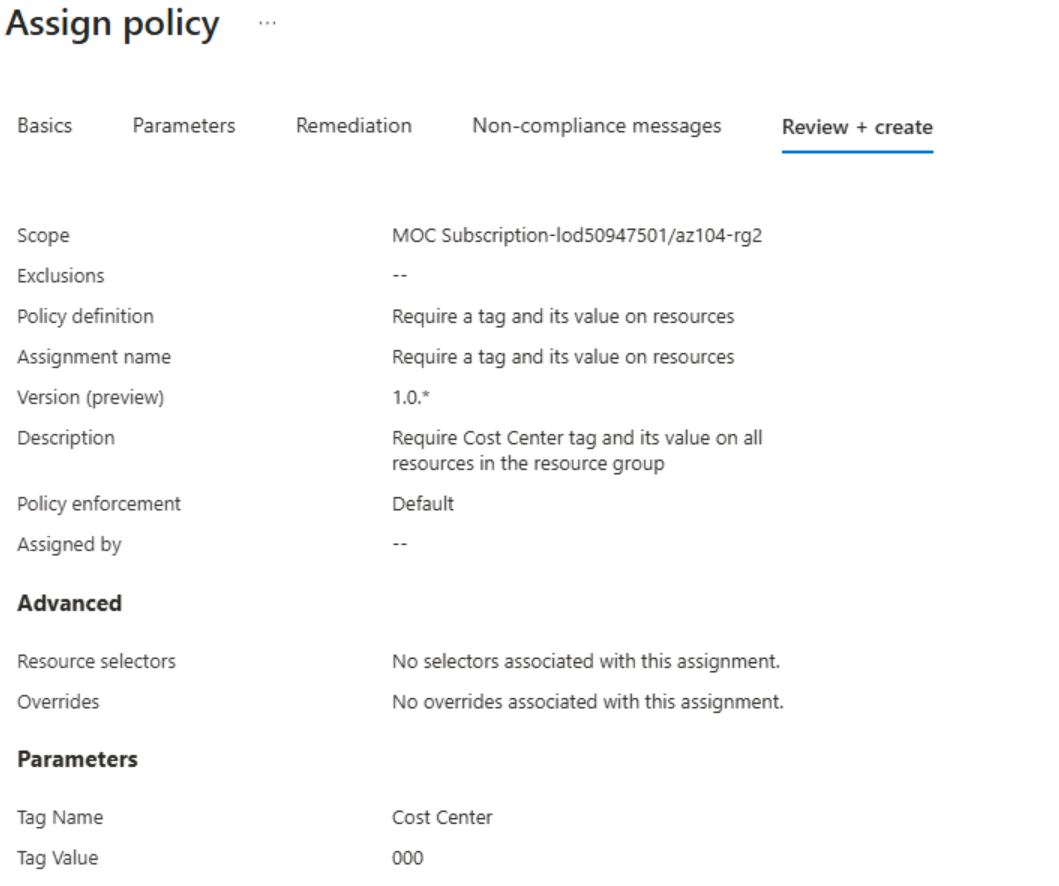 Assign policy ...
Basics Parameters Remediation Non-compliance messages Review + create
Scope MOC Subscription-lod50947501/az104-rg2
Exclusions --
Policy definition Require a tag and its value on resources
Assignment name Require a tag and its value on resources
Version (preview) 1.0.*
Description Require Cost Center tag and its value on all
resources in the resource group
Policy enforcement Default
Assigned by --
Advanced
Resource selectors No selectors associated with this assignment.
Overrides No overrides associated with this assignment.
Parameters
Tag Name Cost Center
Tag Value 000